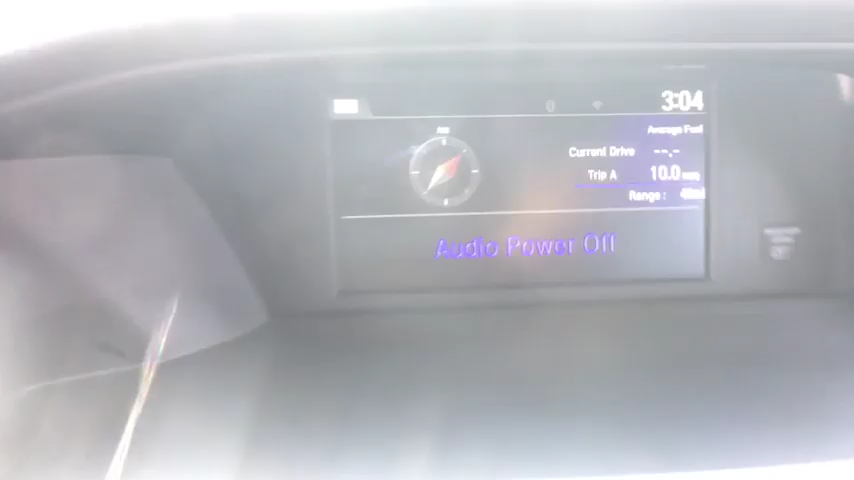 3:04
Average Fuel
Current Drive --.-
Trip A 10.0 mpg
Range :
Audio Power Off